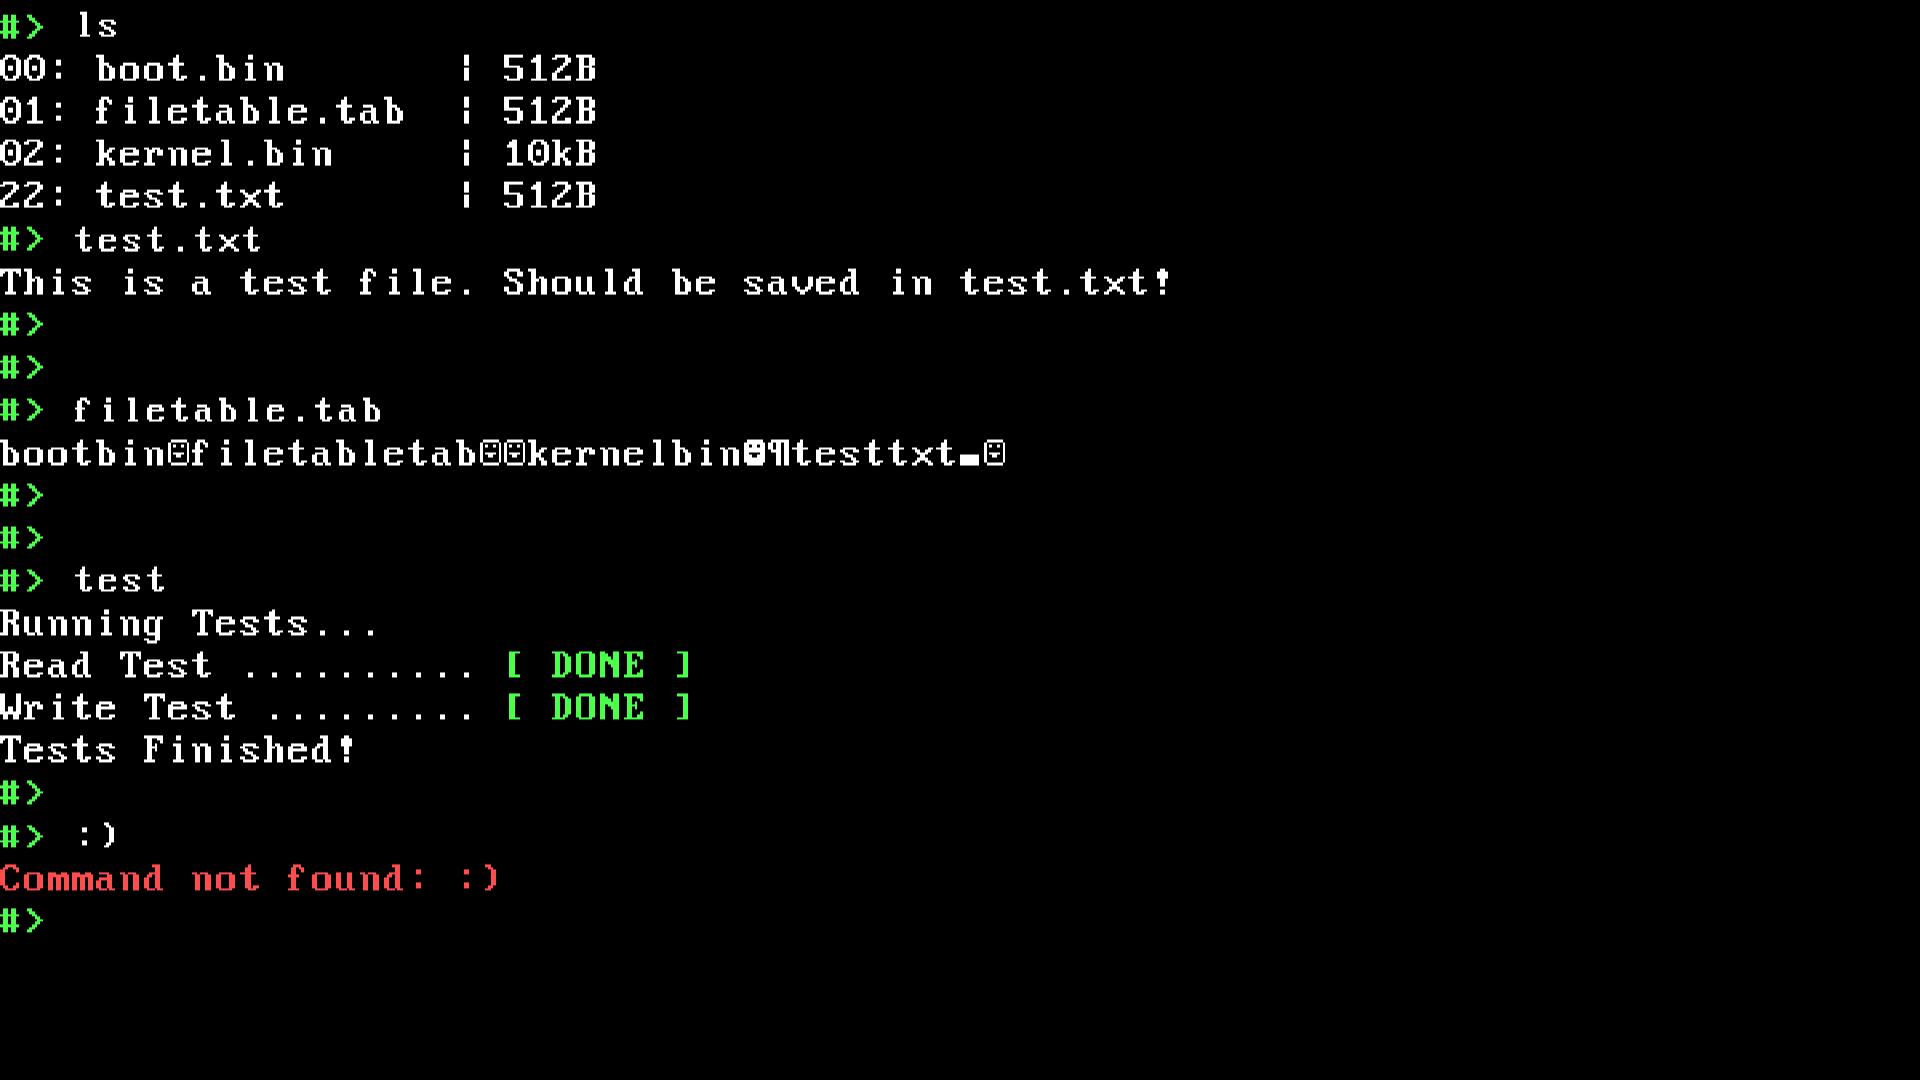 #> ls
00: boot.bin | 512B
01: filetable.tab | 512B
02: kernel.bin | 10kB
22: test.txt | 512B
#> test.txt
This is a test file. Should be saved in test.txt!
#>
#>
#> filetable.tab
bootbin☺filetabletab☺☺kernelbin☻¶testtxt▬☺
#>
#>
#> test
Running Tests...
Read Test .......... [ DONE ]
Write Test ......... [ DONE ]
Tests Finished!
#>
#> :)
Command not found: :)
#>